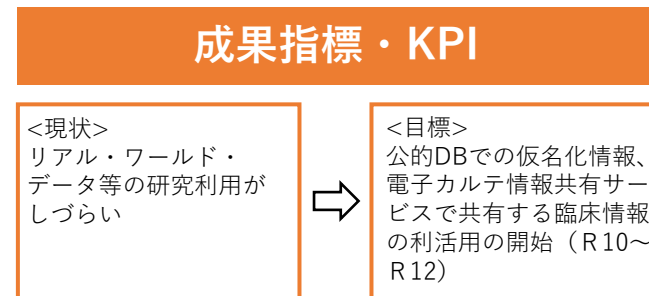 成果指標・KPI
<現状>
リアル・ワールド・
データ等の研究利用が
しづらい
<目標>
公的DBでの仮名化情報、
電子カルテ情報共有サー
ビスで共有する臨床情報
の利活用の開始（Ｒ10〜
Ｒ12）